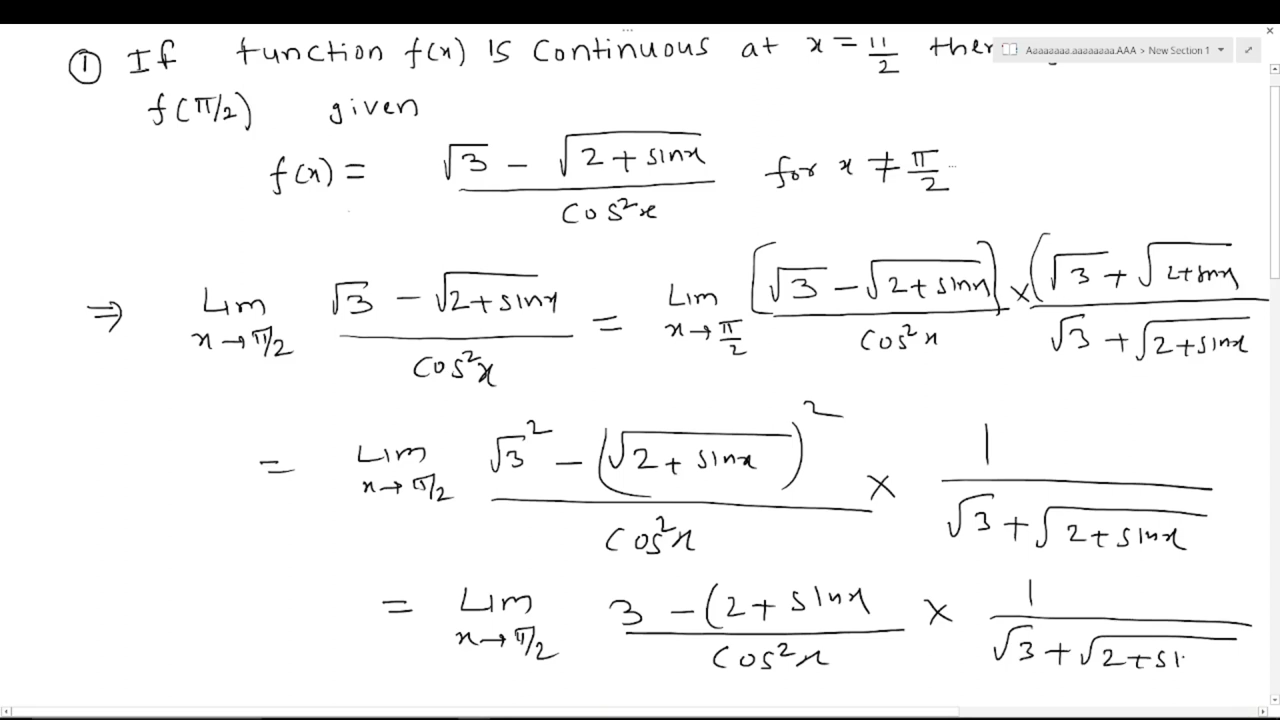 ① If function f(x) is continuous at x = π/2 then
Aaaaaaaa.aaaaaaaa.AAA > New Section 1
f(π/2) given
f(x) = (√3 - √(2 + sinx)) / cos²x for x ≠ π/2
⇒ Lim x→π/2 (√3 - √(2+sinx)) / cos²x = Lim x→π/2 [√3 - √(2+sinx)] / cos²x × (√3 + √(2+sinx) / √3 + √(2+sinx)
= Lim x→π/2 (√3² - (√(2 + sinx))²) / cos²x × 1 / (√3 + √(2+sinx))
= Lim x→π/2 3 - (2 + sinx / cos²x × 1 / √3 + √2+si